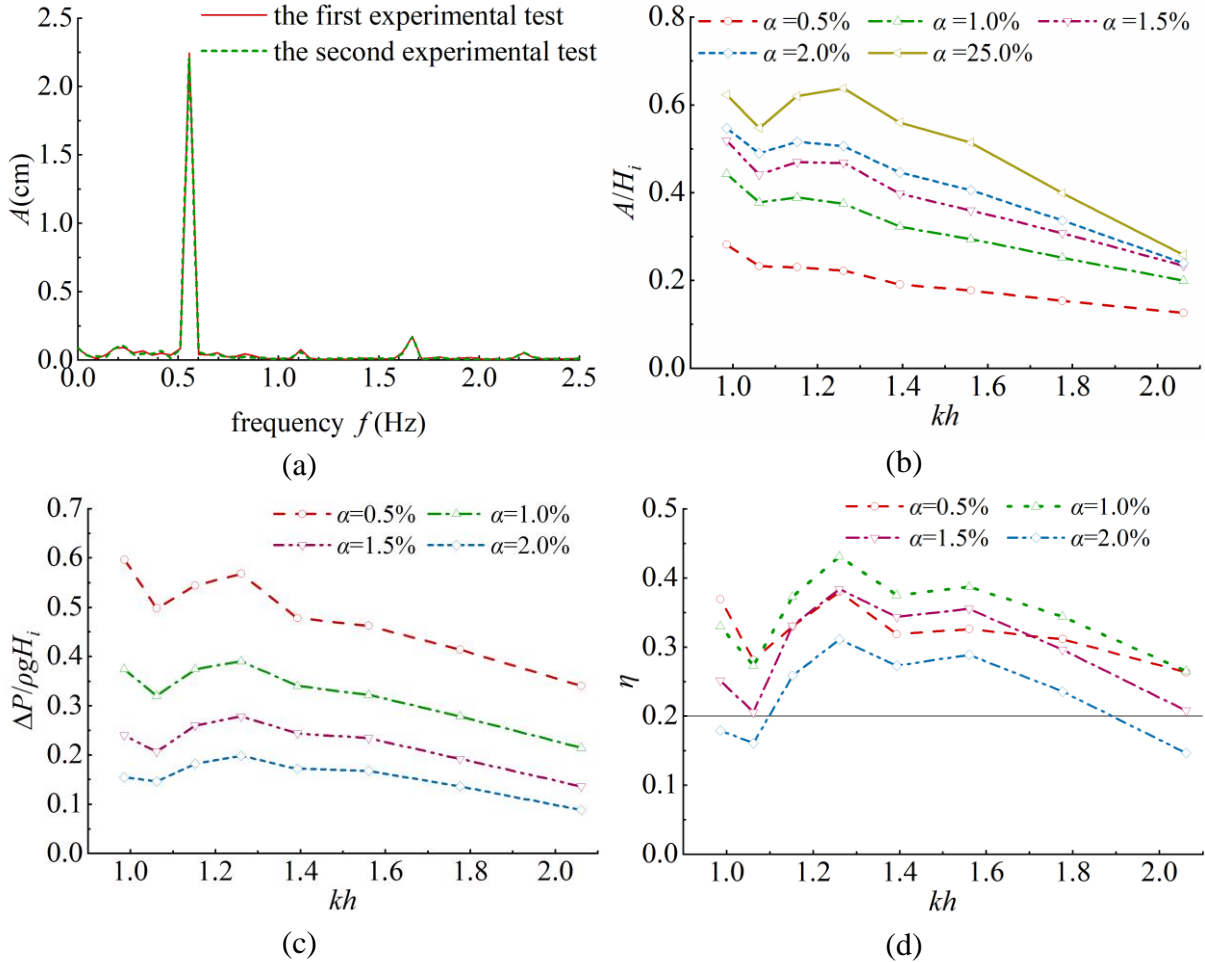 the first experimental test
the second experimental test
2.5
2.0
1.5
1.0
0.5
0.0
A(cm)
0.0 0.5 1.0 1.5 2.0 2.5
frequency f (Hz)
(a)
α=0.5% α=1.0% α=1.5%
α=2.0% α=25.0%
0.8
0.6
0.4
0.2
0.0
A/Hi
1.0 1.2 1.4 1.6 1.8 2.0
kh
(b)
α=0.5% α=1.0%
α=1.5% α=2.0%
0.7
0.6
0.5
0.4
0.3
0.2
0.1
0.0
ΔP/ρgHi
1.0 1.2 1.4 1.6 1.8 2.0
kh
(c)
α=0.5% α=1.0%
α=1.5% α=2.0%
0.5
0.4
0.3
0.2
0.1
0.0
η
1.0 1.2 1.4 1.6 1.8 2.0
kh
(d)